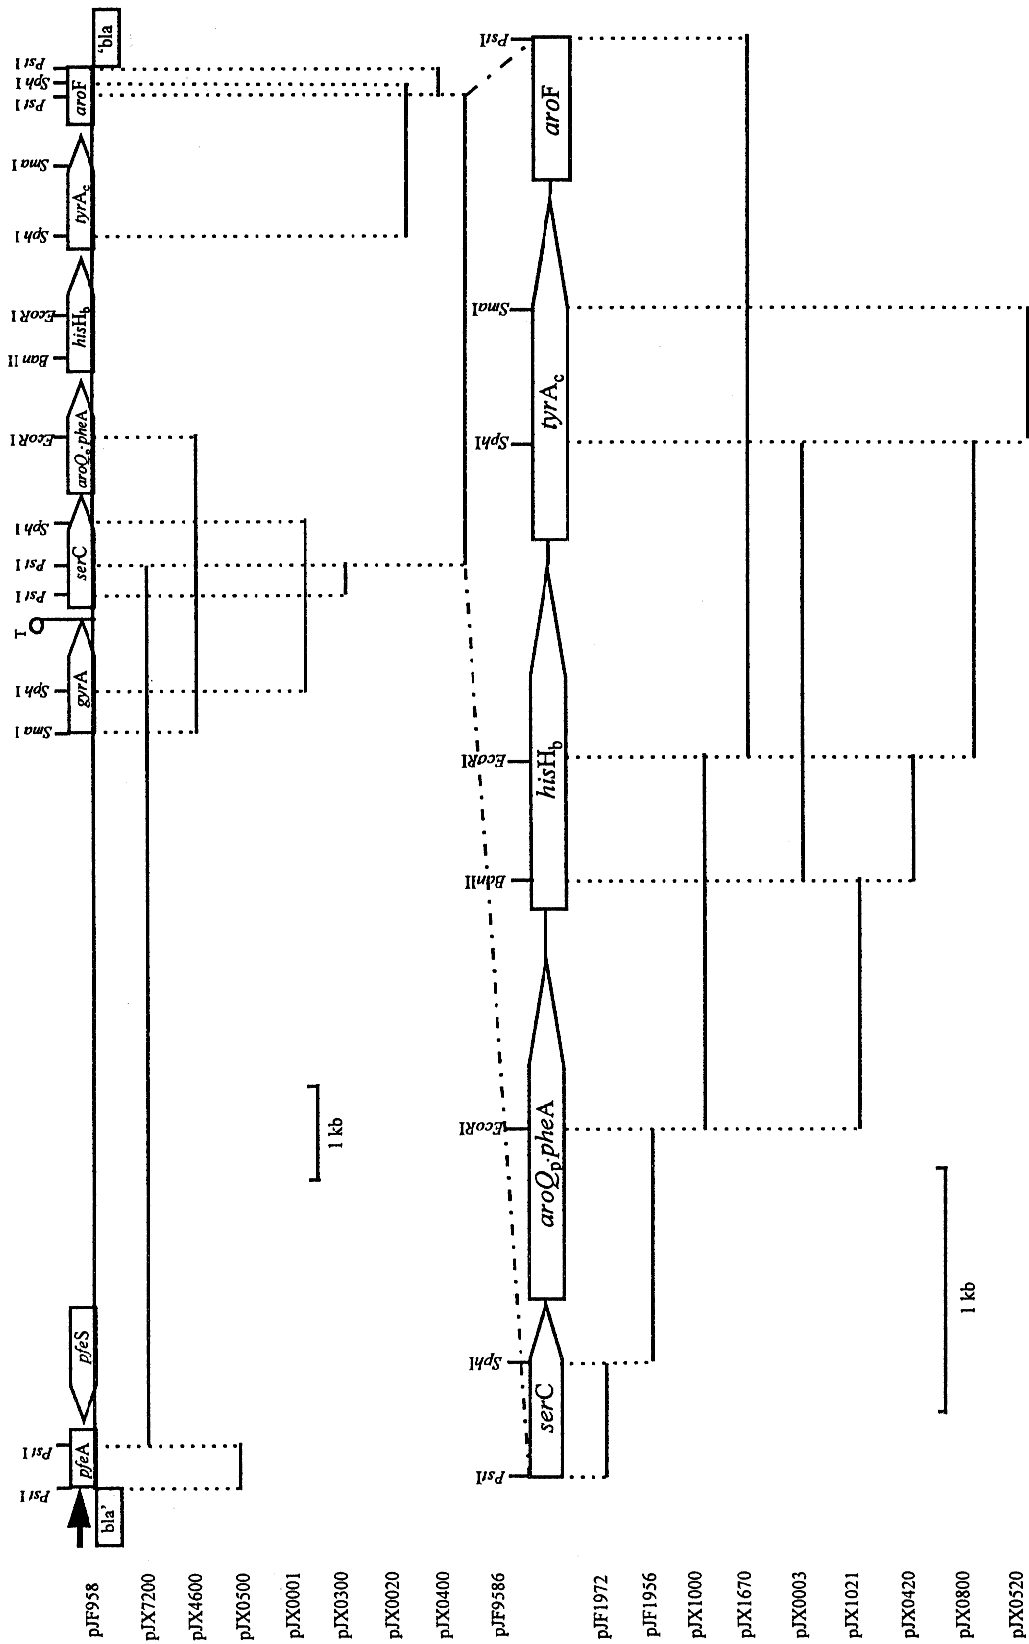 Pst I
Pst I
Sma I
Sph I
T
Pst I
Pst I
Sph I
EcoR I
Ban II
EcoR I
Sph I
Sma I
Pst I
Sph I
Pst I
pJF958
pfeA
pfeS
gyrA
serC
aroQp·pheA
hisHb
tyrAc
aroF
bla'
'bla
pJX7200
pJX4600
pJX0500
pJX0001
1 kb
pJX0300
pJX0020
pJX0400
pJF9586
PstI
SphI
EcoRI
BanII
EcoRI
SphI
SmaI
PstI
serC
aroQp·pheA
hisHb
tyrAc
aroF
pJF1972
pJF1956
pJX1000
pJX1670
pJX0003
pJX1021
pJX0420
pJX0800
1 kb
pJX0520